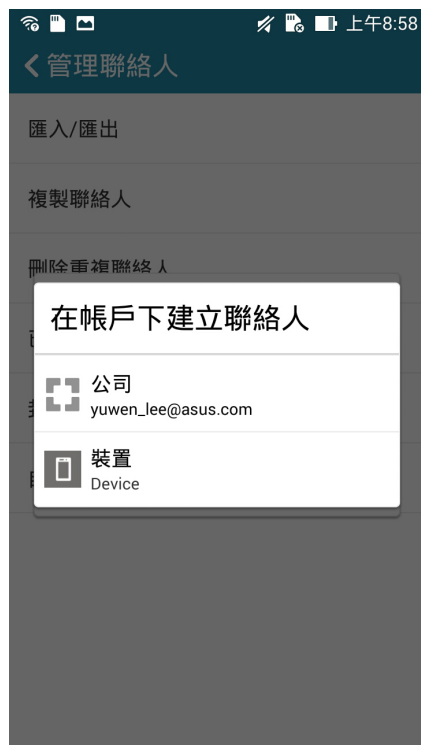 上午8:58
管理聯絡人
匯入/匯出
複製聯絡人
刪除重複聯絡人
在帳戶下建立聯絡人
公司
yuwen_lee@asus.com
裝置
Device